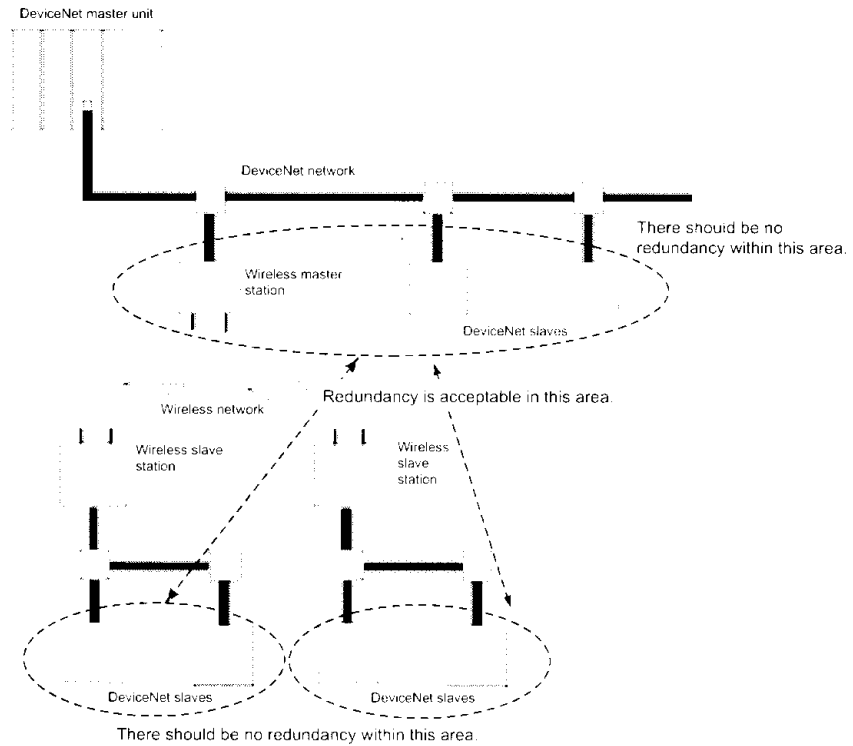 DeviceNet master unit
DeviceNet network
There should be no
redundancy within this area.
Wireless master
station
DeviceNet slaves
Redundancy is acceptable in this area.
Wireless network
Wireless slave
station
Wireless
slave
station
DeviceNet slaves
DeviceNet slaves
There should be no redundancy within this area.